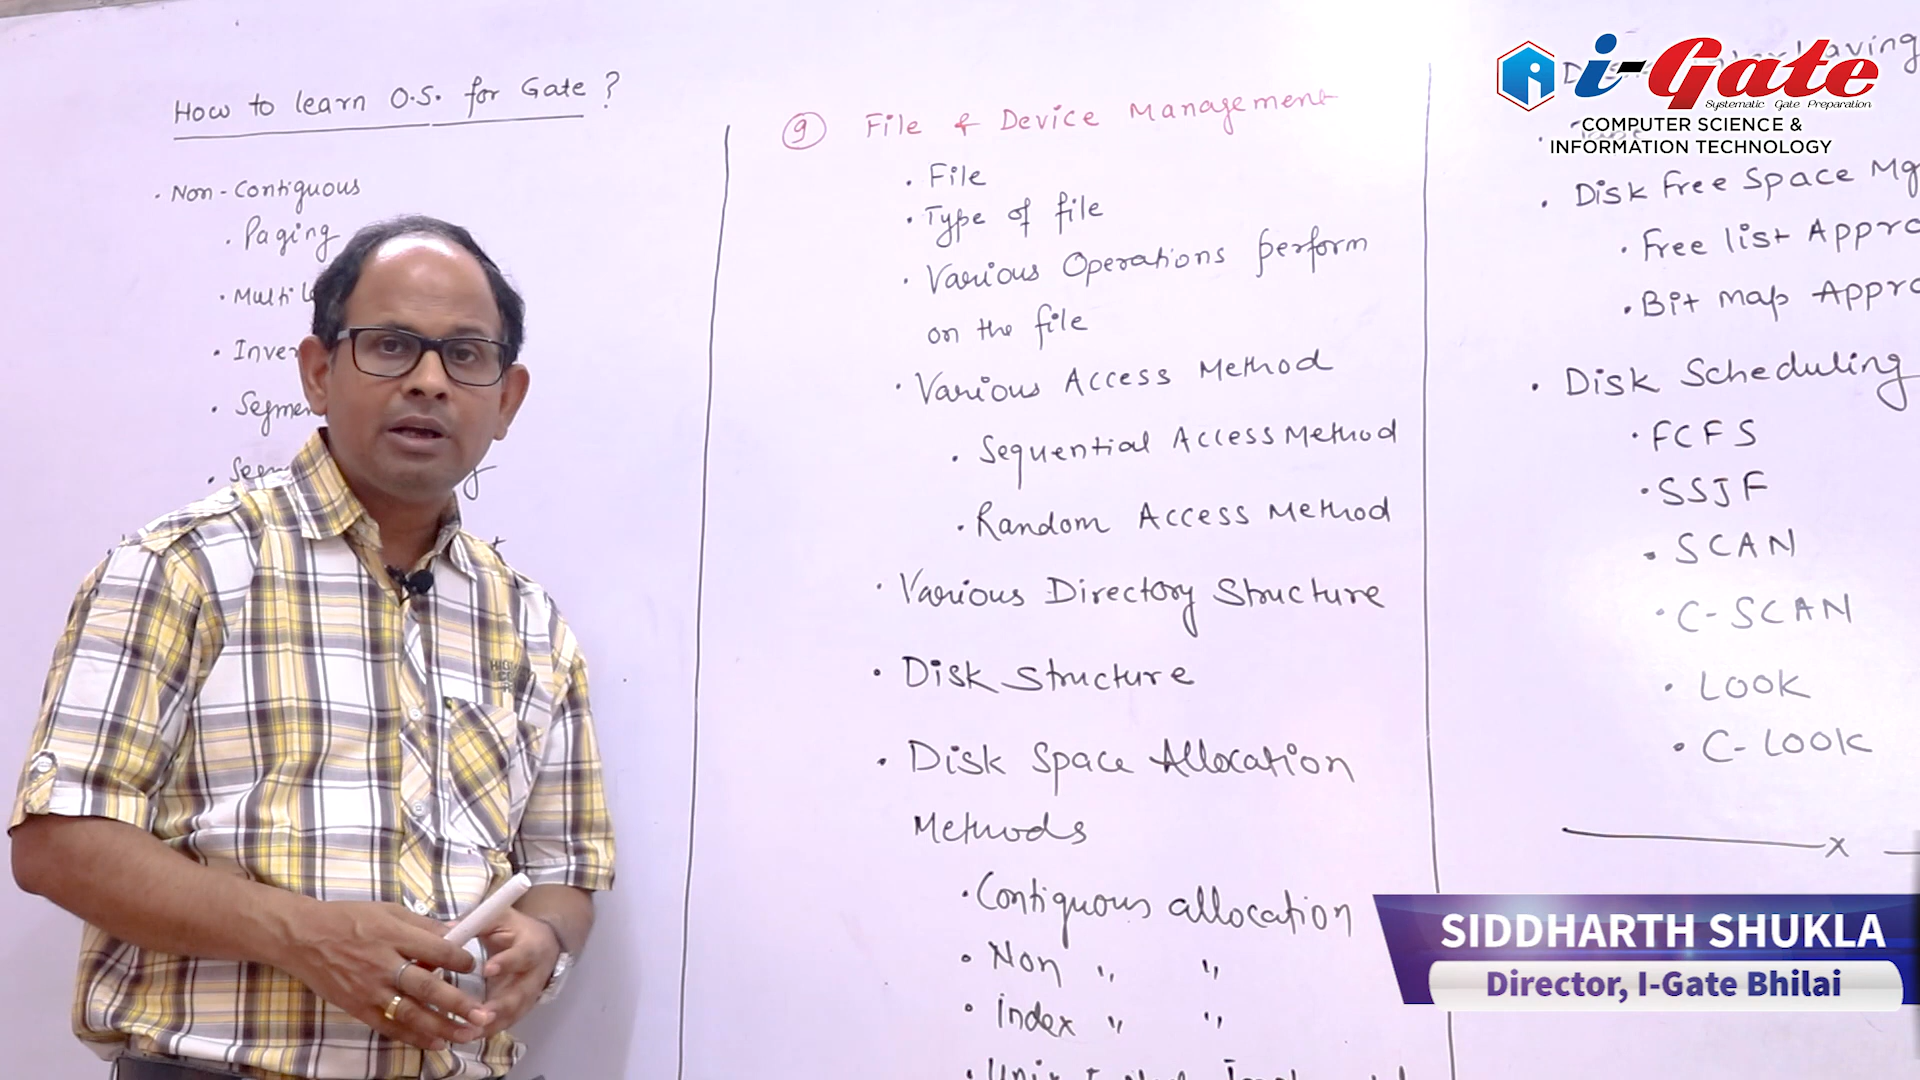 How to learn O.S. for Gate ?
· Non - Contiguous
· Paging
· Multi
· Inver
· Segmen
⑨ File & Device Management
· File
· Type of file
· Various Operations perform
on the file
· Various Access Method
· Sequential Access Method
· Random Access Method
· Various Directory Structure
· Disk Structure
· Disk Space Allocation
Methods
· Contiguous allocation
· Non " "
· Index " "
i-Gate
Systematic Gate Preparation
COMPUTER SCIENCE &
INFORMATION TECHNOLOGY
· Disk Free Space Mg
· Free list Appro
· Bit map Appro
· Disk Scheduling
· FCFS
· SSJF
· SCAN
· C-SCAN
· LOOK
· C-LOOK
x
SIDDHARTH SHUKLA
Director, I-Gate Bhilai